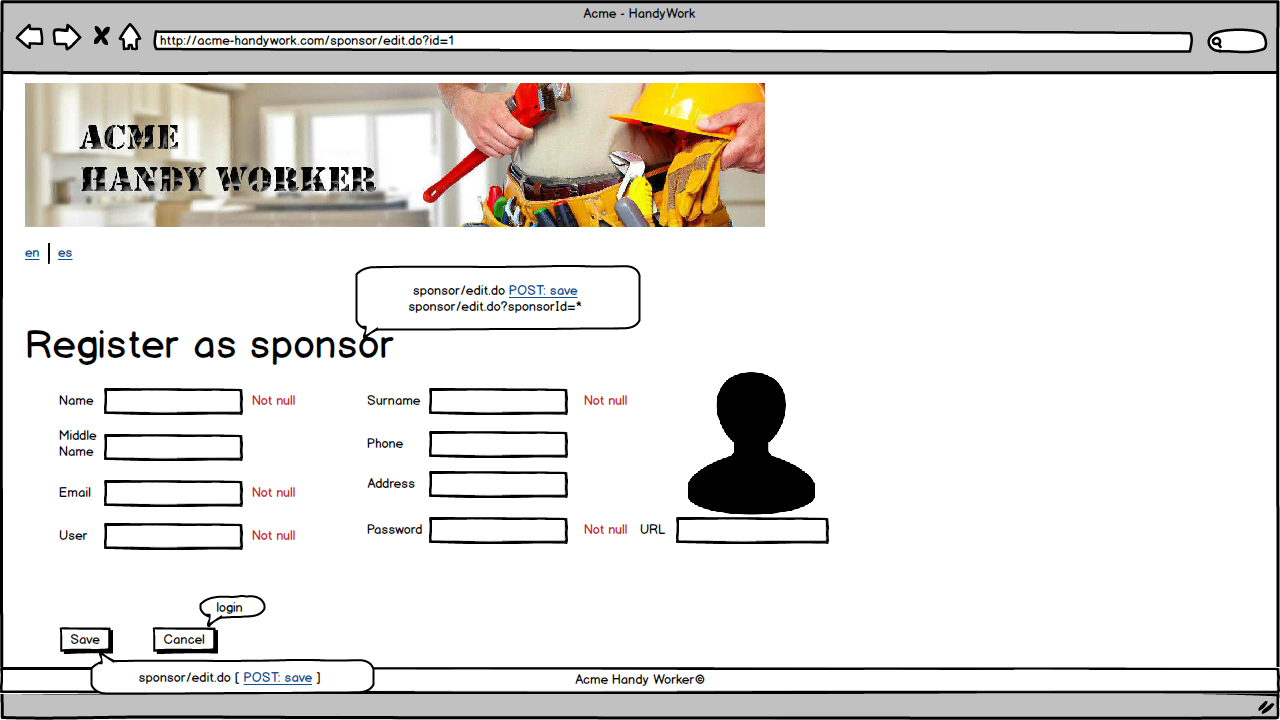 Acme - HandyWork
http://acme-handywork.com/sponsor/edit.do?id=1
ACME
HANDY WORKER
en | es
sponsor/edit.do POST: save
sponsor/edit.do?sponsorId=*
Register as sponsor
Name Not null Surname Not null
Middle
Name
Phone
Address
Email Not null
User Not null
Password Not null URL
login
Save Cancel
sponsor/edit.do [ POST: save ]
Acme Handy Worker©